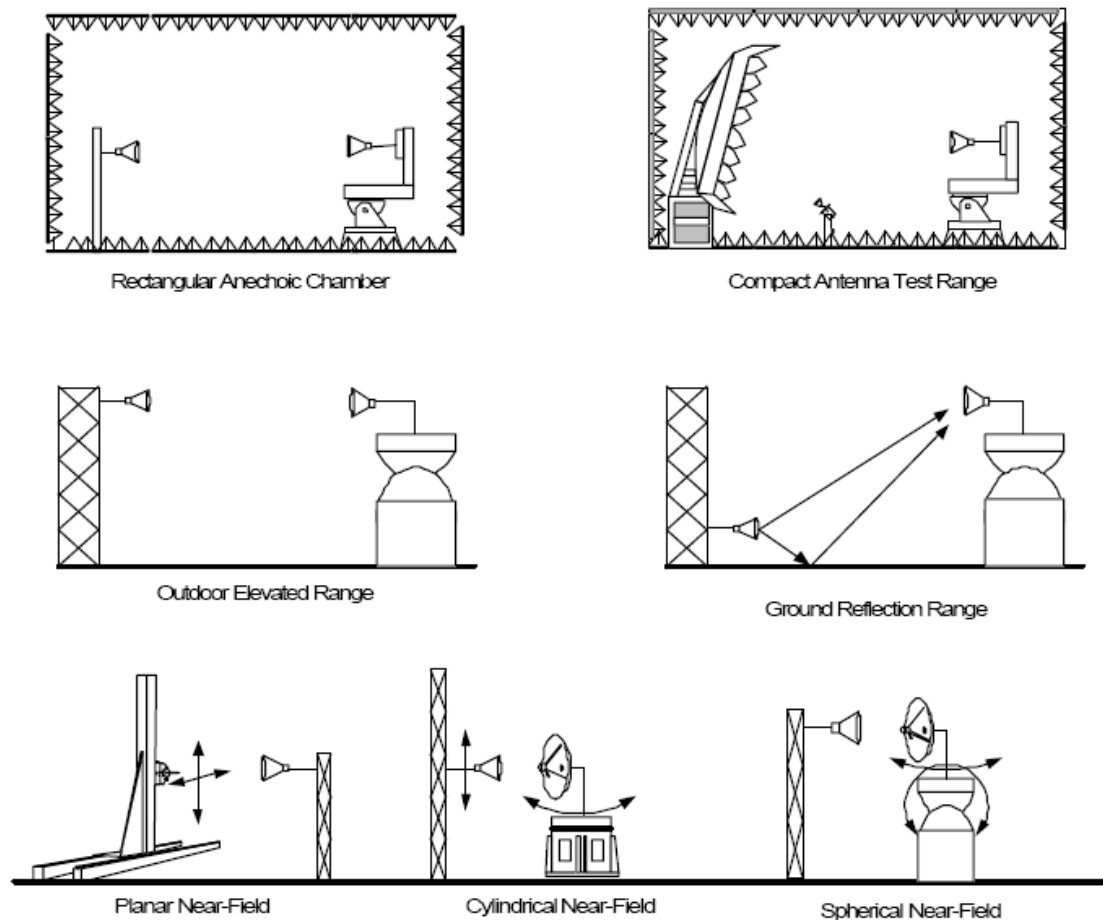 Rectangular Anechoic Chamber
Compact Antenna Test Range
Outdoor Elevated Range
Ground Reflection Range
Planar Near-Field
Cylindrical Near-Field
Spherical Near-Field